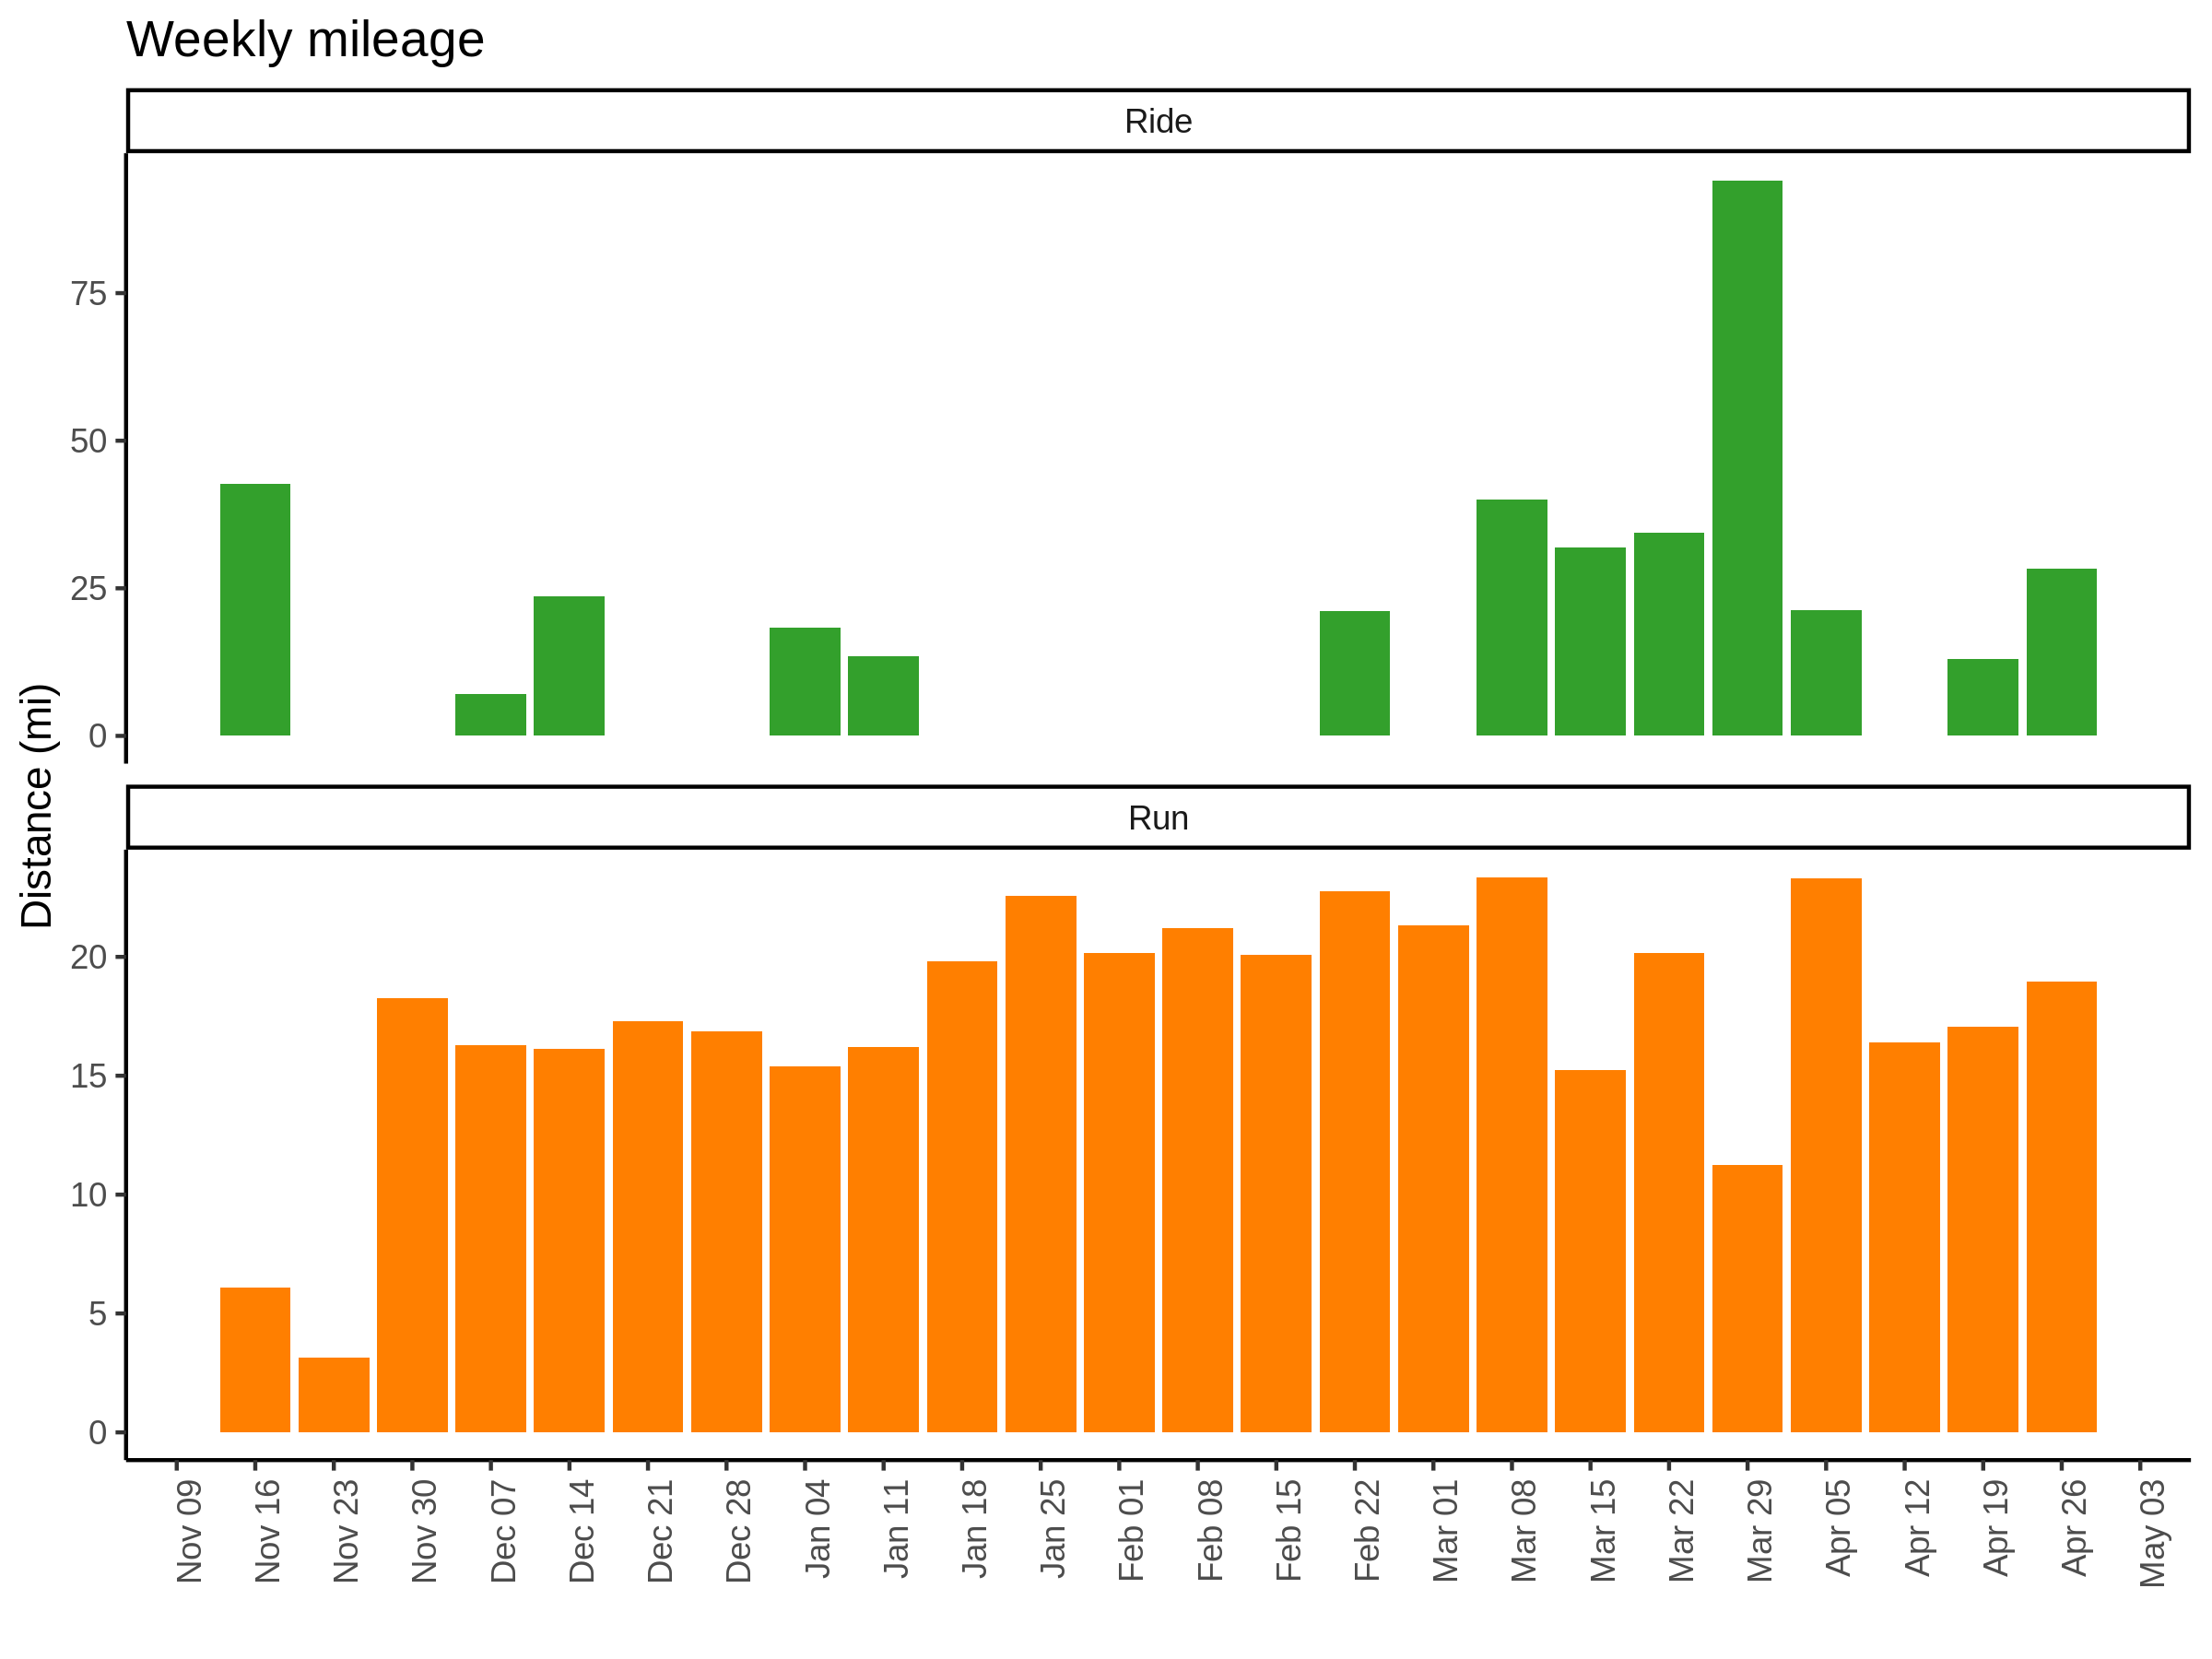 Weekly mileage
Ride
75
50
25
0
Distance (mi)
Run
20
15
10
5
0
Nov 09
Nov 16
Nov 23
Nov 30
Dec 07
Dec 14
Dec 21
Dec 28
Jan 04
Jan 11
Jan 18
Jan 25
Feb 01
Feb 08
Feb 15
Feb 22
Mar 01
Mar 08
Mar 15
Mar 22
Mar 29
Apr 05
Apr 12
Apr 19
Apr 26
May 03